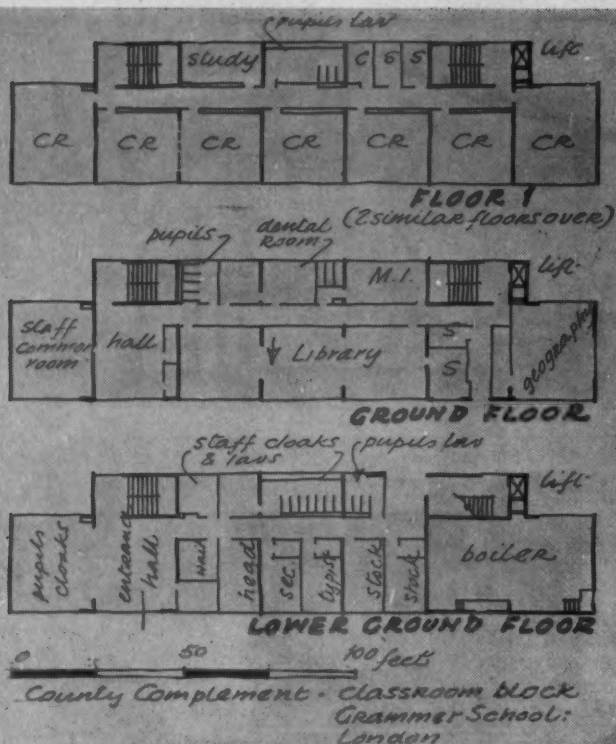 pupils lav
study
C
S
S
lift
CR
CR
CR
CR
CR
CR
CR
FLOOR 1
(2 similar floors over)
pupils
dental
room
M.I.
lift
staff
common
room
hall
Library
S
S
geography
GROUND FLOOR
staff cloaks
& lavs
pupils lav
lift
pupils
cloaks
entrance
hall
wait
head
sec.
typist
stack
stock
boiler
LOWER GROUND FLOOR
0
50
100 feet
County Complement · classroom block
Grammer School:
London